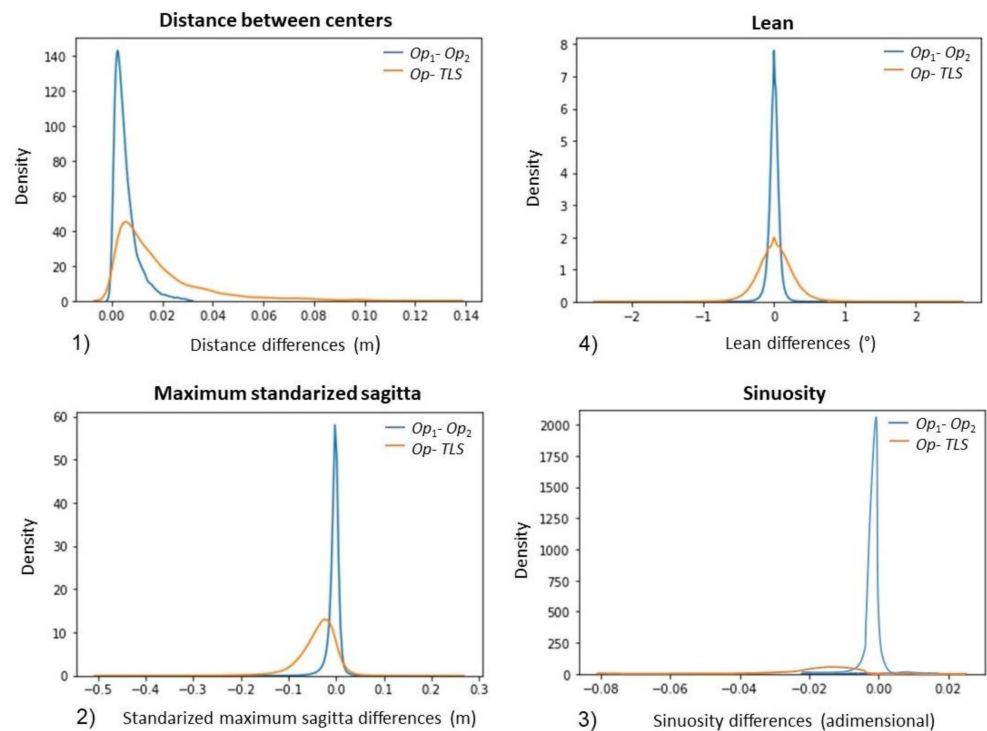 Distance between centers
Op1- Op2
Op- TLS
140
120
100
80
60
40
20
0
Density
0.00 0.02 0.04 0.06 0.08 0.10 0.12 0.14
1) Distance differences (m)
Lean
Op1- Op2
Op- TLS
8
7
6
5
4
3
2
1
0
Density
−2 −1 0 1 2
4) Lean differences (°)
Maximum standarized sagitta
Op1- Op2
Op- TLS
60
50
40
30
20
10
0
Density
−0.5 −0.4 −0.3 −0.2 −0.1 0.0 0.1 0.2 0.3
2) Standarized maximum sagitta differences (m)
Sinuosity
Op1- Op2
Op- TLS
2000
1750
1500
1250
1000
750
500
250
0
Density
−0.08 −0.06 −0.04 −0.02 0.00 0.02
3) Sinuosity differences (adimensional)